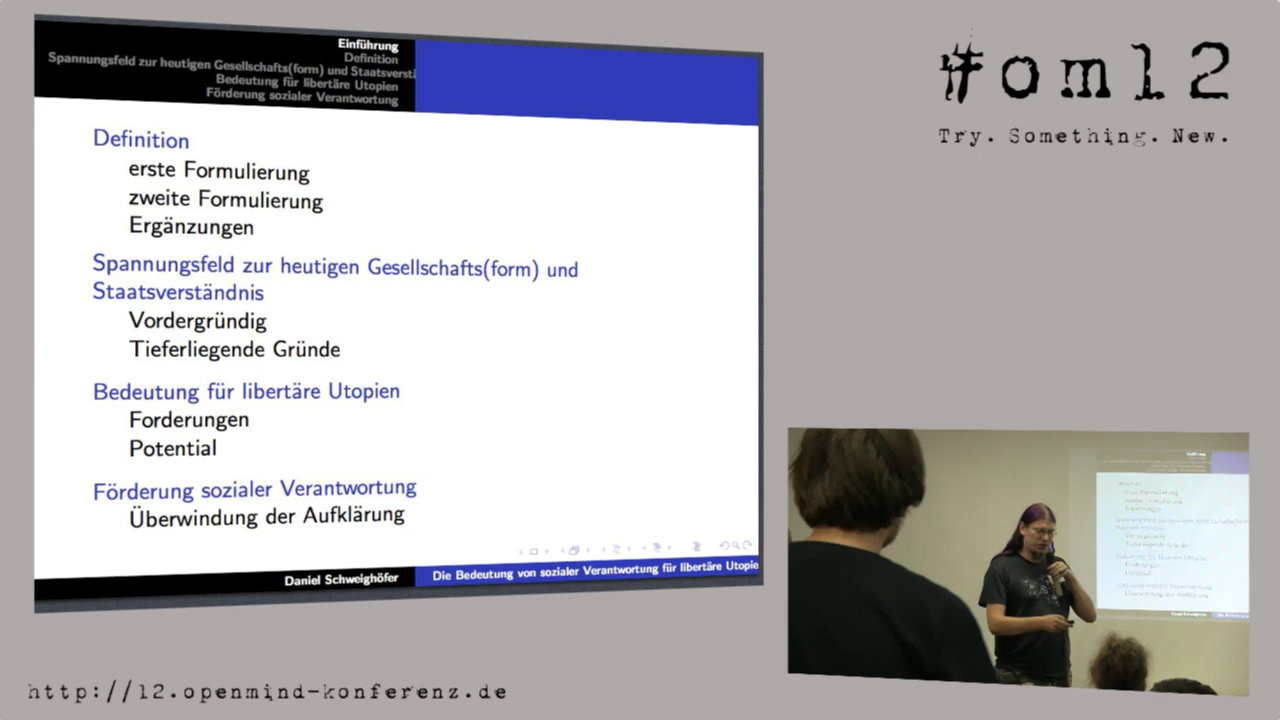 Einführung
Definition
Spannungsfeld zur heutigen Gesellschafts(form) und Staatsverst
Bedeutung für libertäre Utopien
Förderung sozialer Verantwortung
Definition
erste Formulierung
zweite Formulierung
Ergänzungen
Spannungsfeld zur heutigen Gesellschafts(form) und
Staatsverständnis
Vordergründig
Tieferliegende Gründe
Bedeutung für libertäre Utopien
Forderungen
Potential
Förderung sozialer Verantwortung
Überwindung der Aufklärung
Daniel Schweighöfer
Die Bedeutung von sozialer Verantwortung für libertäre Utopie
#om12
Try. Something. New.
http://12.openmind-konferenz.de